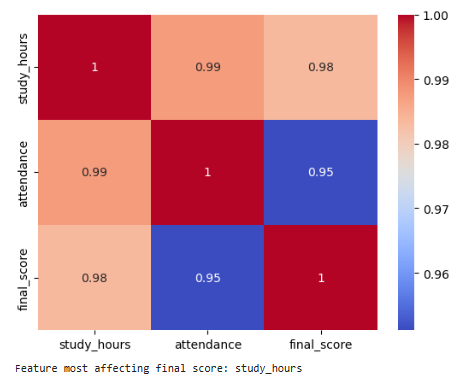 1.00
study_hours 1 0.99 0.98
0.99
0.98
attendance 0.99 1 0.95
0.97
final_score 0.98 0.95 1
0.96
study_hours attendance final_score
Feature most affecting final score: study_hours